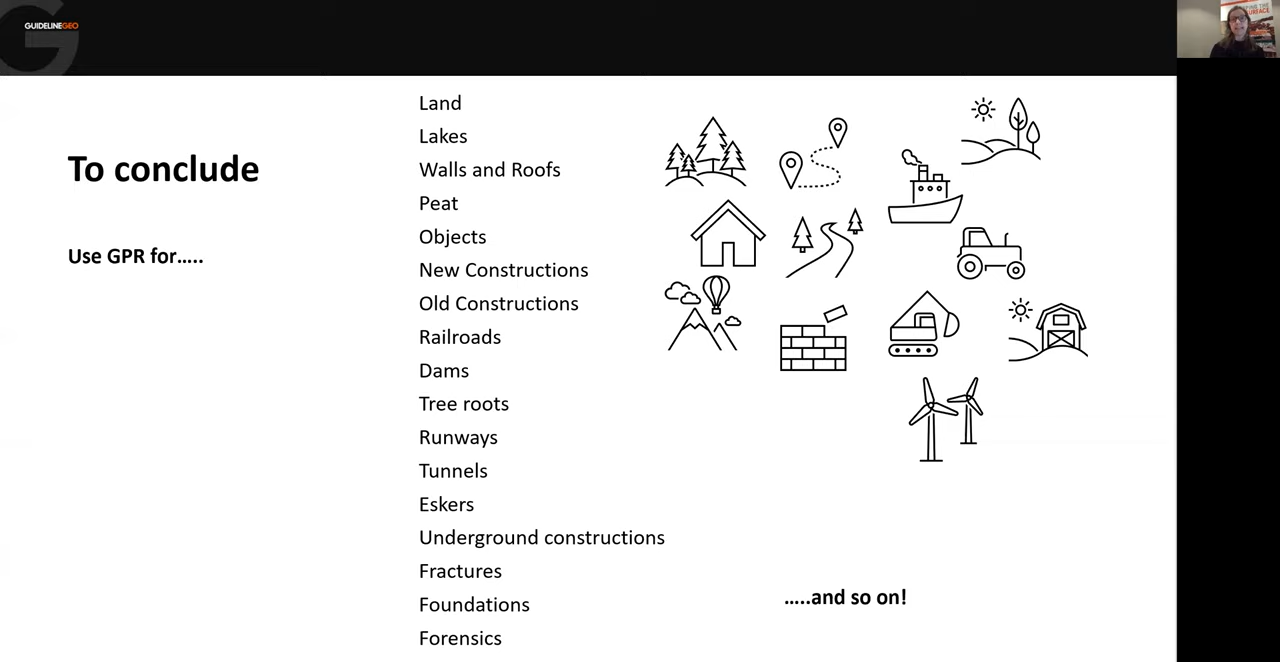 GUIDELINEGEO
To conclude
Use GPR for…..
Land
Lakes
Walls and Roofs
Peat
Objects
New Constructions
Old Constructions
Railroads
Dams
Tree roots
Runways
Tunnels
Eskers
Underground constructions
Fractures
Foundations
Forensics
…..and so on!